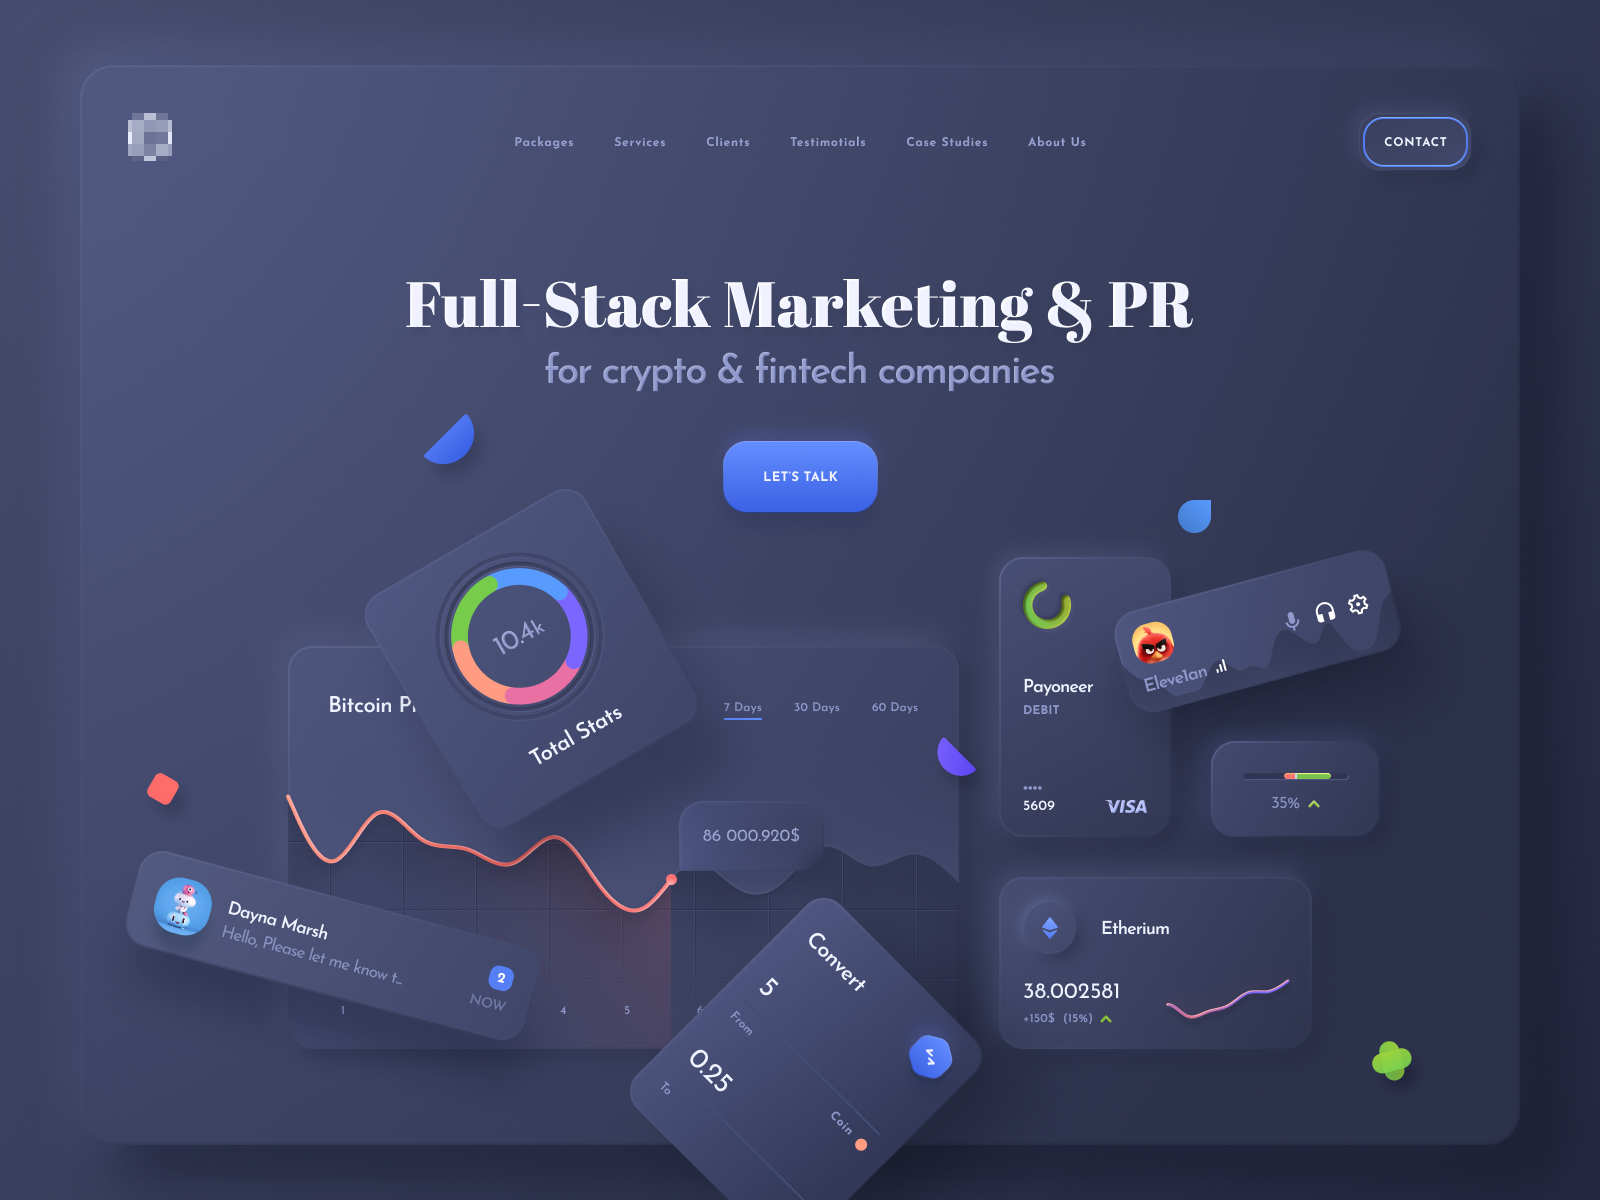 Packages Services Clients Testimotials Case Studies About Us CONTACT
Full-Stack Marketing & PR
for crypto & fintech companies
LET'S TALK
10.4k
Total Stats
Bitcoin
7 Days 30 Days 60 Days
86 000.920$
1 4 5
Dayna Marsh
Hello, Please let me know t...
2
NOW
Convert
5
From
0.25
To
Coin
Payoneer
DEBIT
5609
VISA
Elevelan
35%
Etherium
38.002581
+150$ (15%)